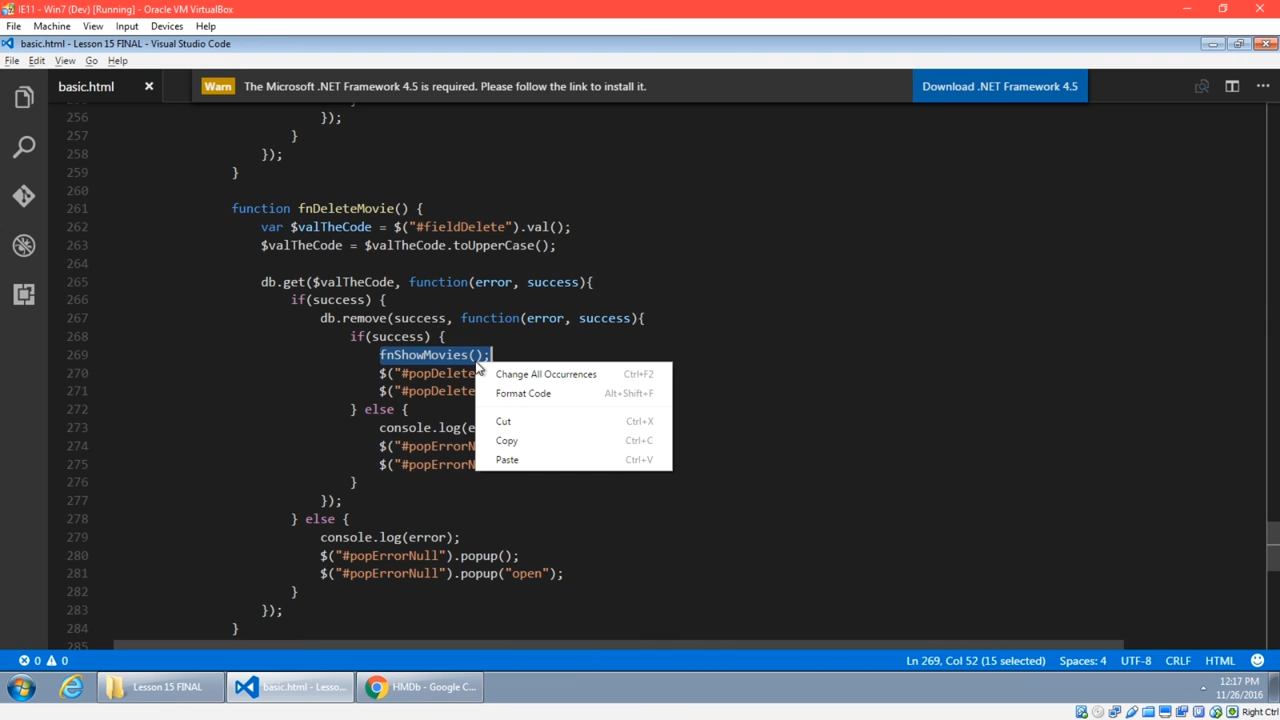 IE11 - Win7 (Dev) [Running] - Oracle VM VirtualBox
File Machine View Input Devices Help
basic.html - Lesson 15 FINAL - Visual Studio Code
File Edit View Go Help
basic.html
Warn The Microsoft .NET Framework 4.5 is required. Please follow the link to install it. Download .NET Framework 4.5
256 });
257 }
258 });
259 }
260
261 function fnDeleteMovie() {
262 var $valTheCode = $("#fieldDelete").val();
263 $valTheCode = $valTheCode.toUpperCase();
264
265 db.get($valTheCode, function(error, success){
266 if(success) {
267 db.remove(success, function(error, success){
268 if(success) {
269 fnShowMovies();
270 $("#popDelete
271 $("#popDelete
272 } else {
273 console.log(e
274 $("#popErrorN
275 $("#popErrorN
276 }
277 });
278 } else {
279 console.log(error);
280 $("#popErrorNull").popup();
281 $("#popErrorNull").popup("open");
282 }
283 });
284 }
285
Change All Occurrences Ctrl+F2
Format Code Alt+Shift+F
Cut Ctrl+X
Copy Ctrl+C
Paste Ctrl+V
0 0 Ln 269, Col 52 (15 selected) Spaces: 4 UTF-8 CRLF HTML
Lesson 15 FINAL basic.html - Lesso... HMDb - Google C...
12:17 PM
11/26/2016
Right Ctrl